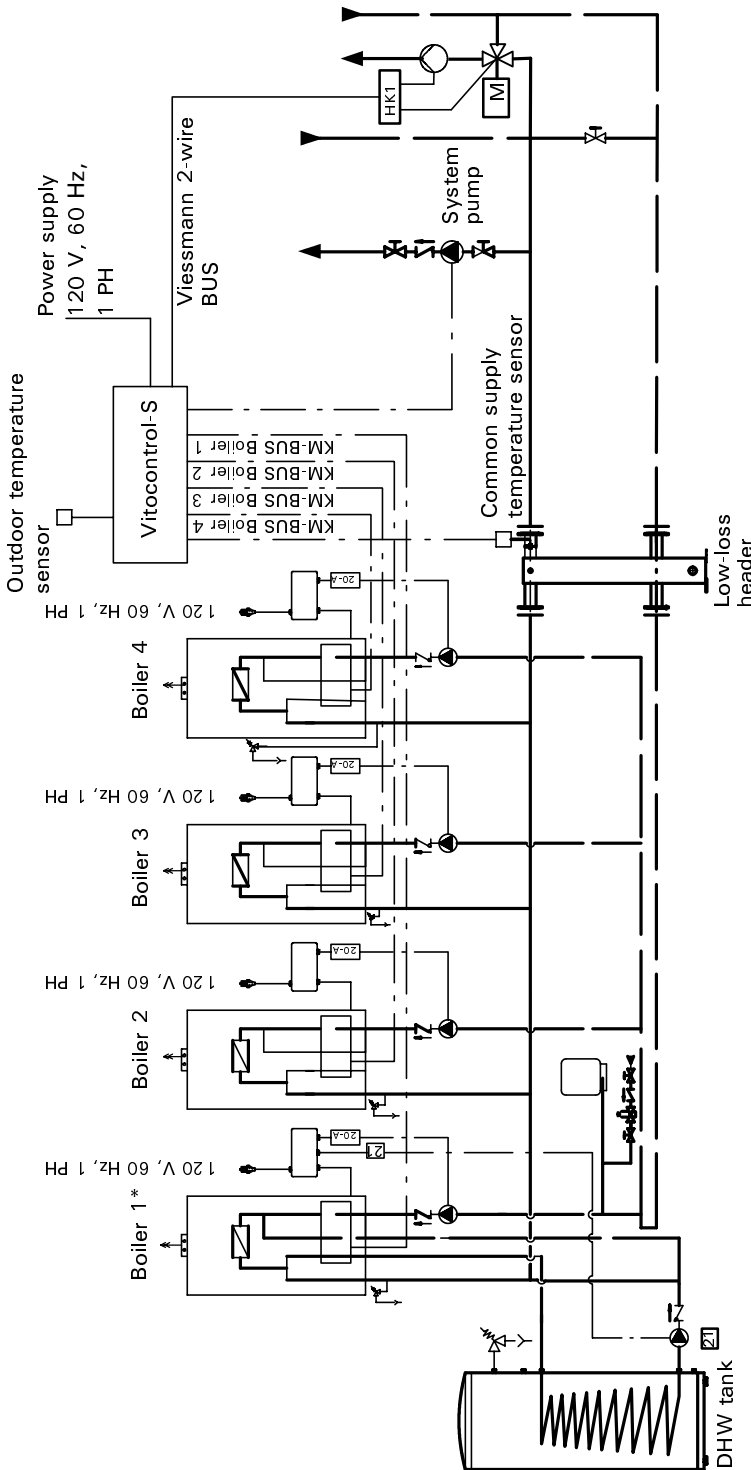 Outdoor temperature
sensor
Power supply
120 V, 60 Hz,
1 PH
Vitocontrol-S
Viessmann 2-wire
BUS
HK1
M
System
pump
KM-BUS Boiler 1
KM-BUS Boiler 2
KM-BUS Boiler 3
KM-BUS Boiler 4
Common supply
temperature sensor
Low-loss
header
Boiler 4
120 V, 60 Hz, 1 PH
20-A
Boiler 3
120 V, 60 Hz, 1 PH
20-A
Boiler 2
120 V, 60 Hz, 1 PH
20-A
Boiler 1*
120 V, 60 Hz, 1 PH
20-A
21
21
DHW tank